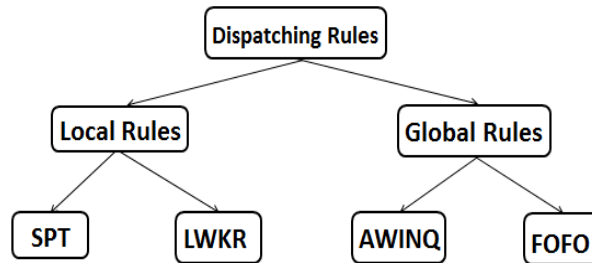 Dispatching Rules
Local Rules
Global Rules
SPT
LWKR
AWINQ
FOFO